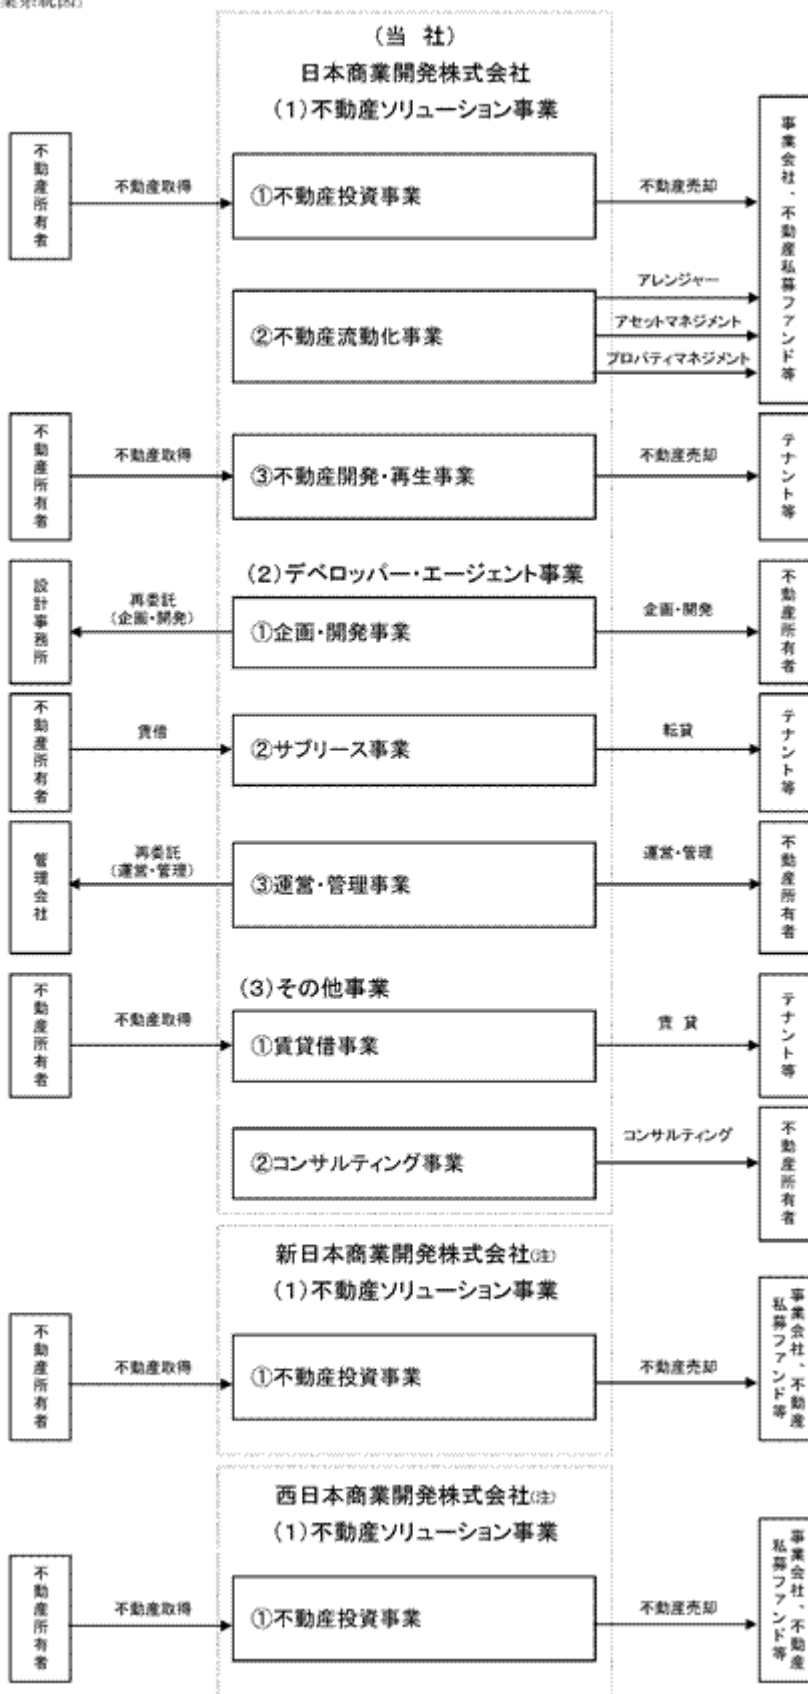 (当 社)
日本商業開発株式会社
(1)不動産ソリューション事業
不動産所有者
不動産取得
①不動産投資事業
不動産売却
事業会社、不動産私募ファンド等
②不動産流動化事業
アレンジャー
アセットマネジメント
プロパティマネジメント
不動産所有者
不動産取得
③不動産開発・再生事業
不動産売却
テナント等
(2)デベロッパー・エージェント事業
設計事務所
再委託
(企画・開発)
①企画・開発事業
企画・開発
不動産所有者
不動産所有者
賃借
②サブリース事業
転貸
テナント等
管理会社
再委託
(運営・管理)
③運営・管理事業
運営・管理
不動産所有者
(3)その他事業
不動産所有者
不動産取得
①賃貸借事業
賃 貸
テナント等
②コンサルティング事業
コンサルティング
不動産所有者
新日本商業開発株式会社(注)
(1)不動産ソリューション事業
不動産所有者
不動産取得
①不動産投資事業
不動産売却
事業会社、不動産
私募ファンド等
西日本商業開発株式会社(注)
(1)不動産ソリューション事業
不動産所有者
不動産取得
①不動産投資事業
不動産売却
事業会社、不動産
私募ファンド等